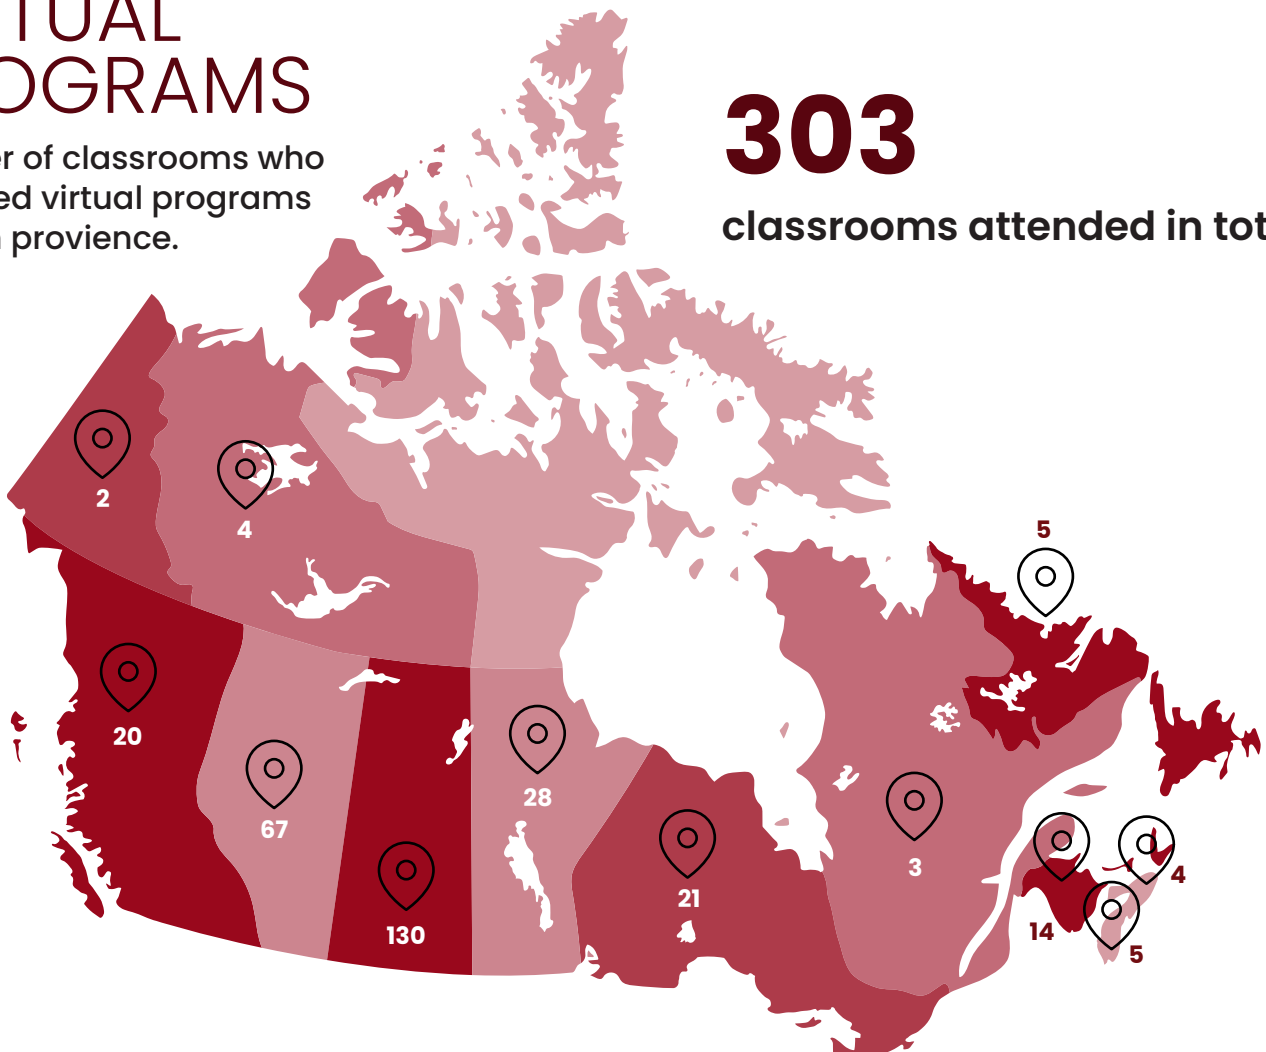 TUAL
OGRAMS
er of classrooms who
ed virtual programs
n provience.
303
classrooms attended in tot
2
4
5
20
67
28
130
21
3
4
14
5